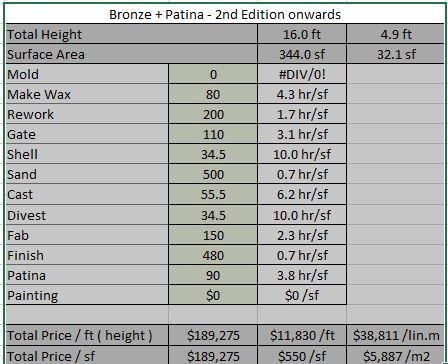 Bronze + Patina - 2nd Edition onwards
Total Height 16.0 ft 4.9 ft
Surface Area 344.0 sf 32.1 sf
Mold 0 #DIV/0!
Make Wax 80 4.3 hr/sf
Rework 200 1.7 hr/sf
Gate 110 3.1 hr/sf
Shell 34.5 10.0 hr/sf
Sand 500 0.7 hr/sf
Cast 55.5 6.2 hr/sf
Divest 34.5 10.0 hr/sf
Fab 150 2.3 hr/sf
Finish 480 0.7 hr/sf
Patina 90 3.8 hr/sf
Painting $0 $0 /sf
Total Price / ft ( height ) $189,275 $11,830 /ft $38,811 /lin.m
Total Price / sf $189,275 $550 /sf $5,887 /m2